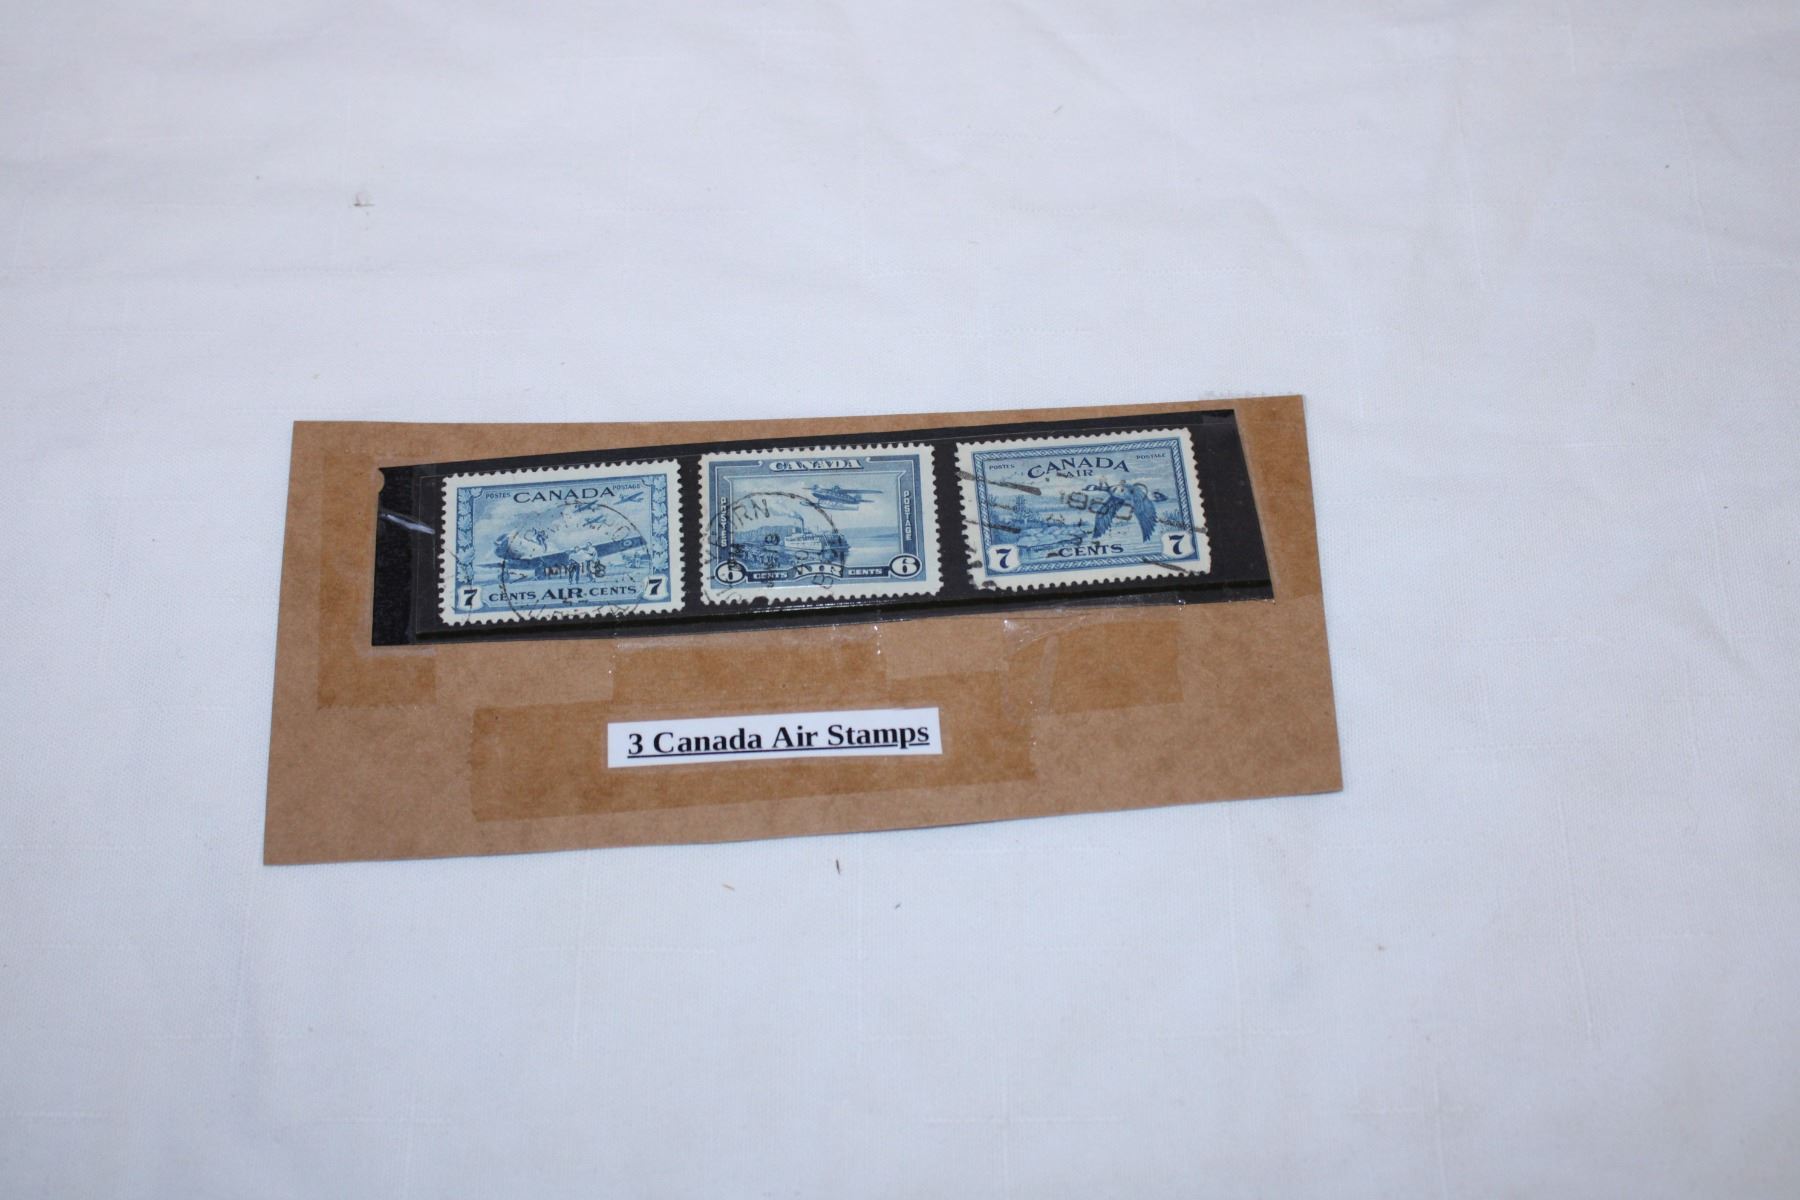 POSTES CANADA POSTAGE
7 CENTS AIR CENTS 7
CANADA
POSTES POSTAGE
6 CENTS AIR CENTS 6
POSTES CANADA POSTAGE
AIR
1950
7 CENTS 7
3 Canada Air Stamps